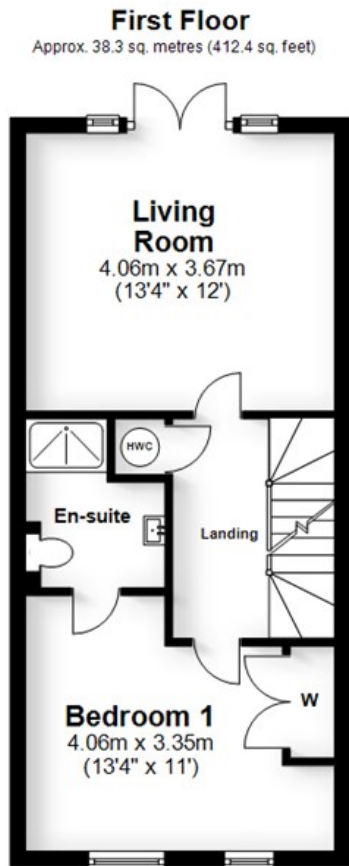 First Floor
Approx. 38.3 sq. metres (412.4 sq. feet)
Living
Room
4.06m x 3.67m
(13'4" x 12')
HWC
En-suite
Landing
Bedroom 1
4.06m x 3.35m
(13'4" x 11')
W